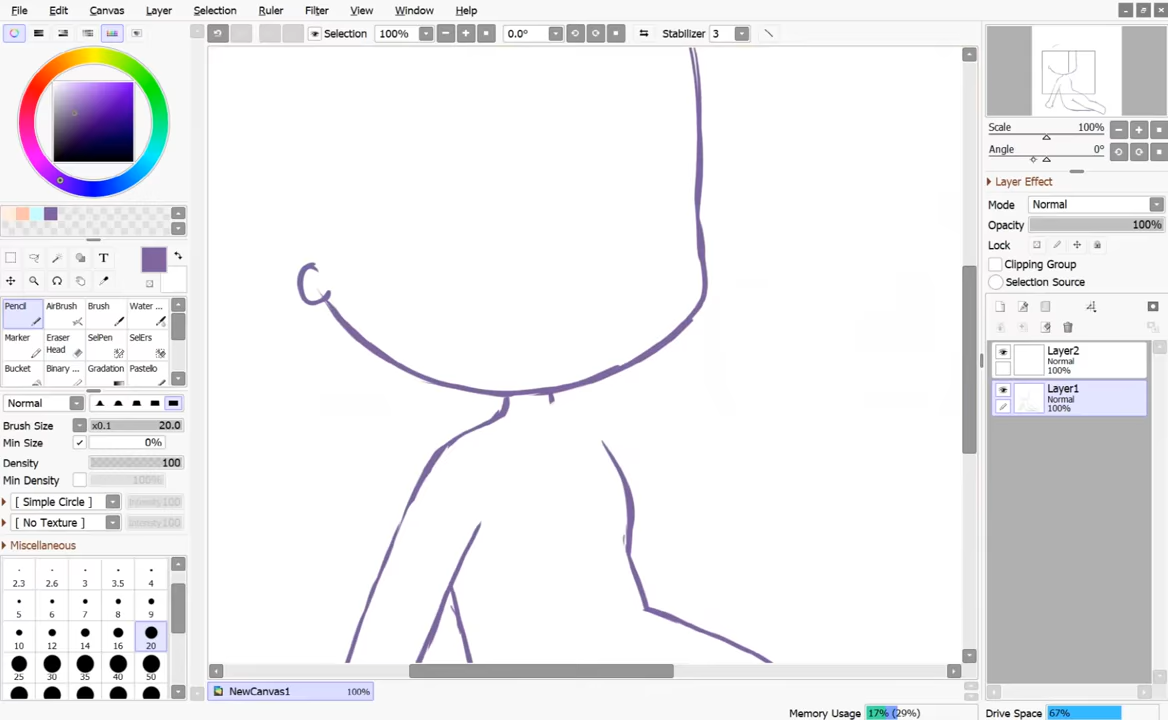 File Edit Canvas Layer Selection Ruler Filter View Window Help
Selection 100% 0.0° Stabilizer 3
Scale 100%
Angle 0°
Layer Effect
Mode Normal
Opacity 100%
Lock
Clipping Group
Selection Source
T
Pencil AirBrush Brush Water ...
Marker Eraser Head SelPen SelErs
Bucket Binary ... Gradation Pastello
Normal
Brush Size x0.1 20.0
Min Size 0%
Density 100
Min Density 100%
[ Simple Circle ] Intensity 100
[ No Texture ] Intensity 100
Miscellaneous
2.3 2.6 3 3.5 4
5 6 7 8 9
10 12 14 16 20
25 30 35 40 50
Layer2
Normal
100%
Layer1
Normal
100%
NewCanvas1 100%
Memory Usage 17% (29%) Drive Space 67%